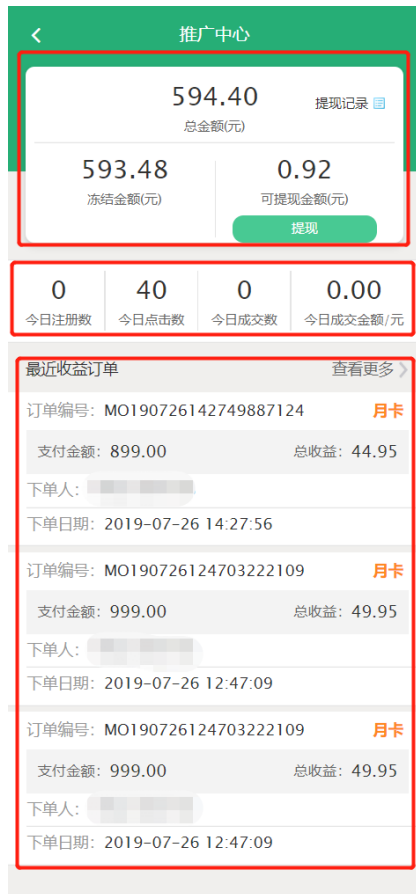 推广中心
594.40
提现记录
总金额(元)
593.48 0.92
冻结金额(元) 可提现金额(元)
提现
0 40 0 0.00
今日注册数 今日点击数 今日成交数 今日成交金额/元
最近收益订单 查看更多
订单编号: MO190726142749887124 月卡
支付金额: 899.00 总收益: 44.95
下单人:
下单日期: 2019-07-26 14:27:56
订单编号: MO190726124703222109 月卡
支付金额: 999.00 总收益: 49.95
下单人:
下单日期: 2019-07-26 12:47:09
订单编号: MO190726124703222109 月卡
支付金额: 999.00 总收益: 49.95
下单人:
下单日期: 2019-07-26 12:47:09